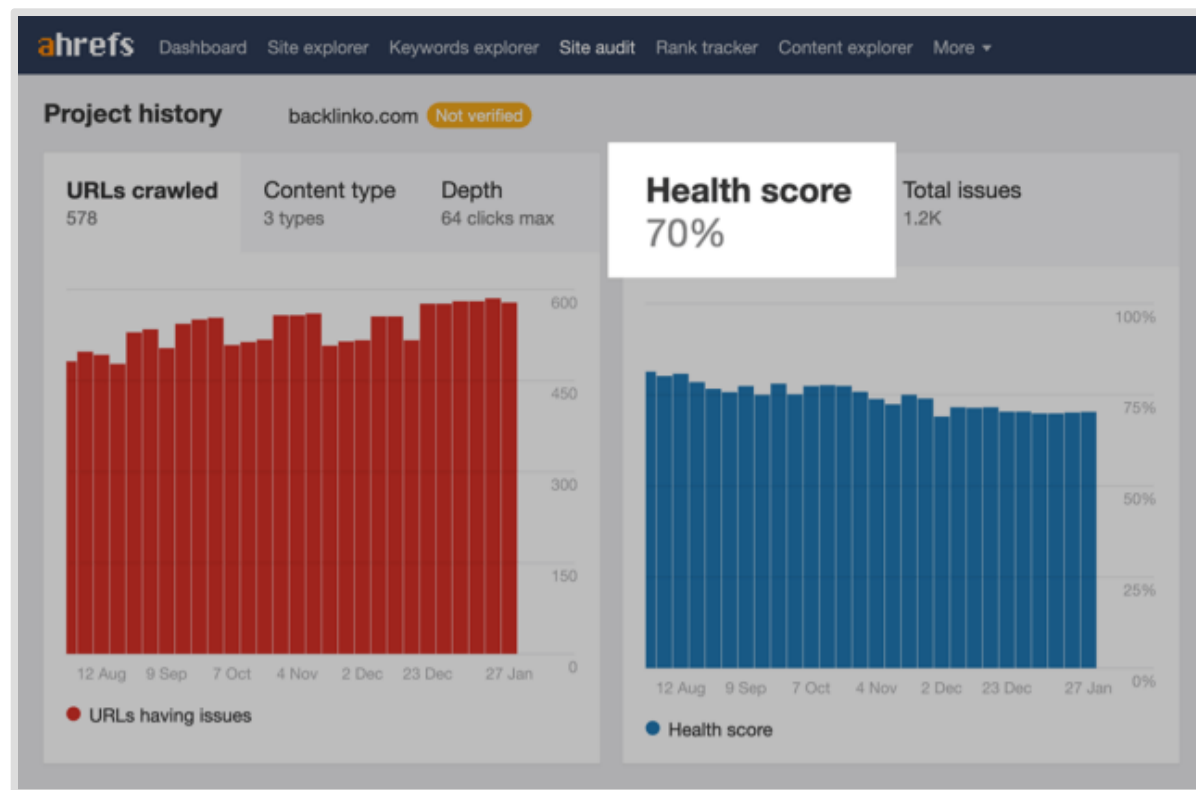 ahrefs Dashboard Site explorer Keywords explorer Site audit Rank tracker Content explorer More
Project history backlinko.com Not verified
URLs crawled
578
Content type
3 types
Depth
64 clicks max
Health score
70%
Total issues
1.2K
600
450
300
150
0
12 Aug 9 Sep 7 Oct 4 Nov 2 Dec 23 Dec 27 Jan
URLs having issues
100%
75%
50%
25%
0%
12 Aug 9 Sep 7 Oct 4 Nov 2 Dec 23 Dec 27 Jan
Health score